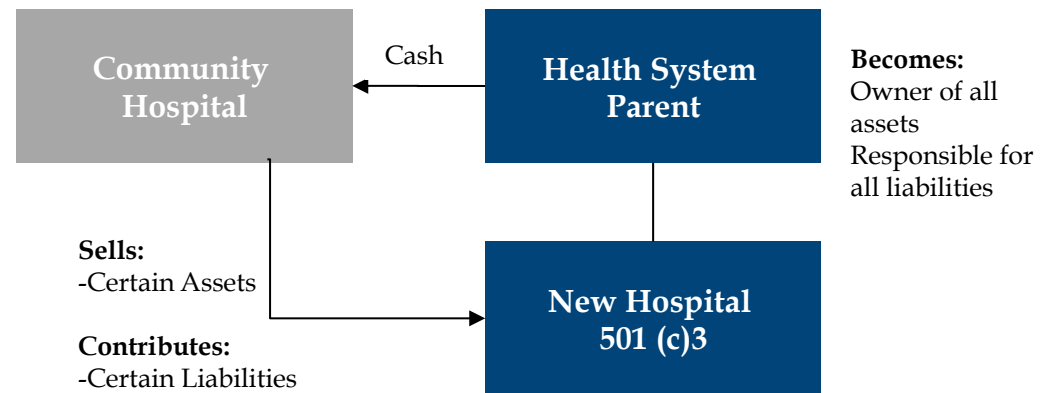 Community
Hospital
Cash
Health System
Parent
Becomes:
Owner of all
assets
Responsible for
all liabilities
Sells:
-Certain Assets
Contributes:
-Certain Liabilities
New Hospital
501 (c)3